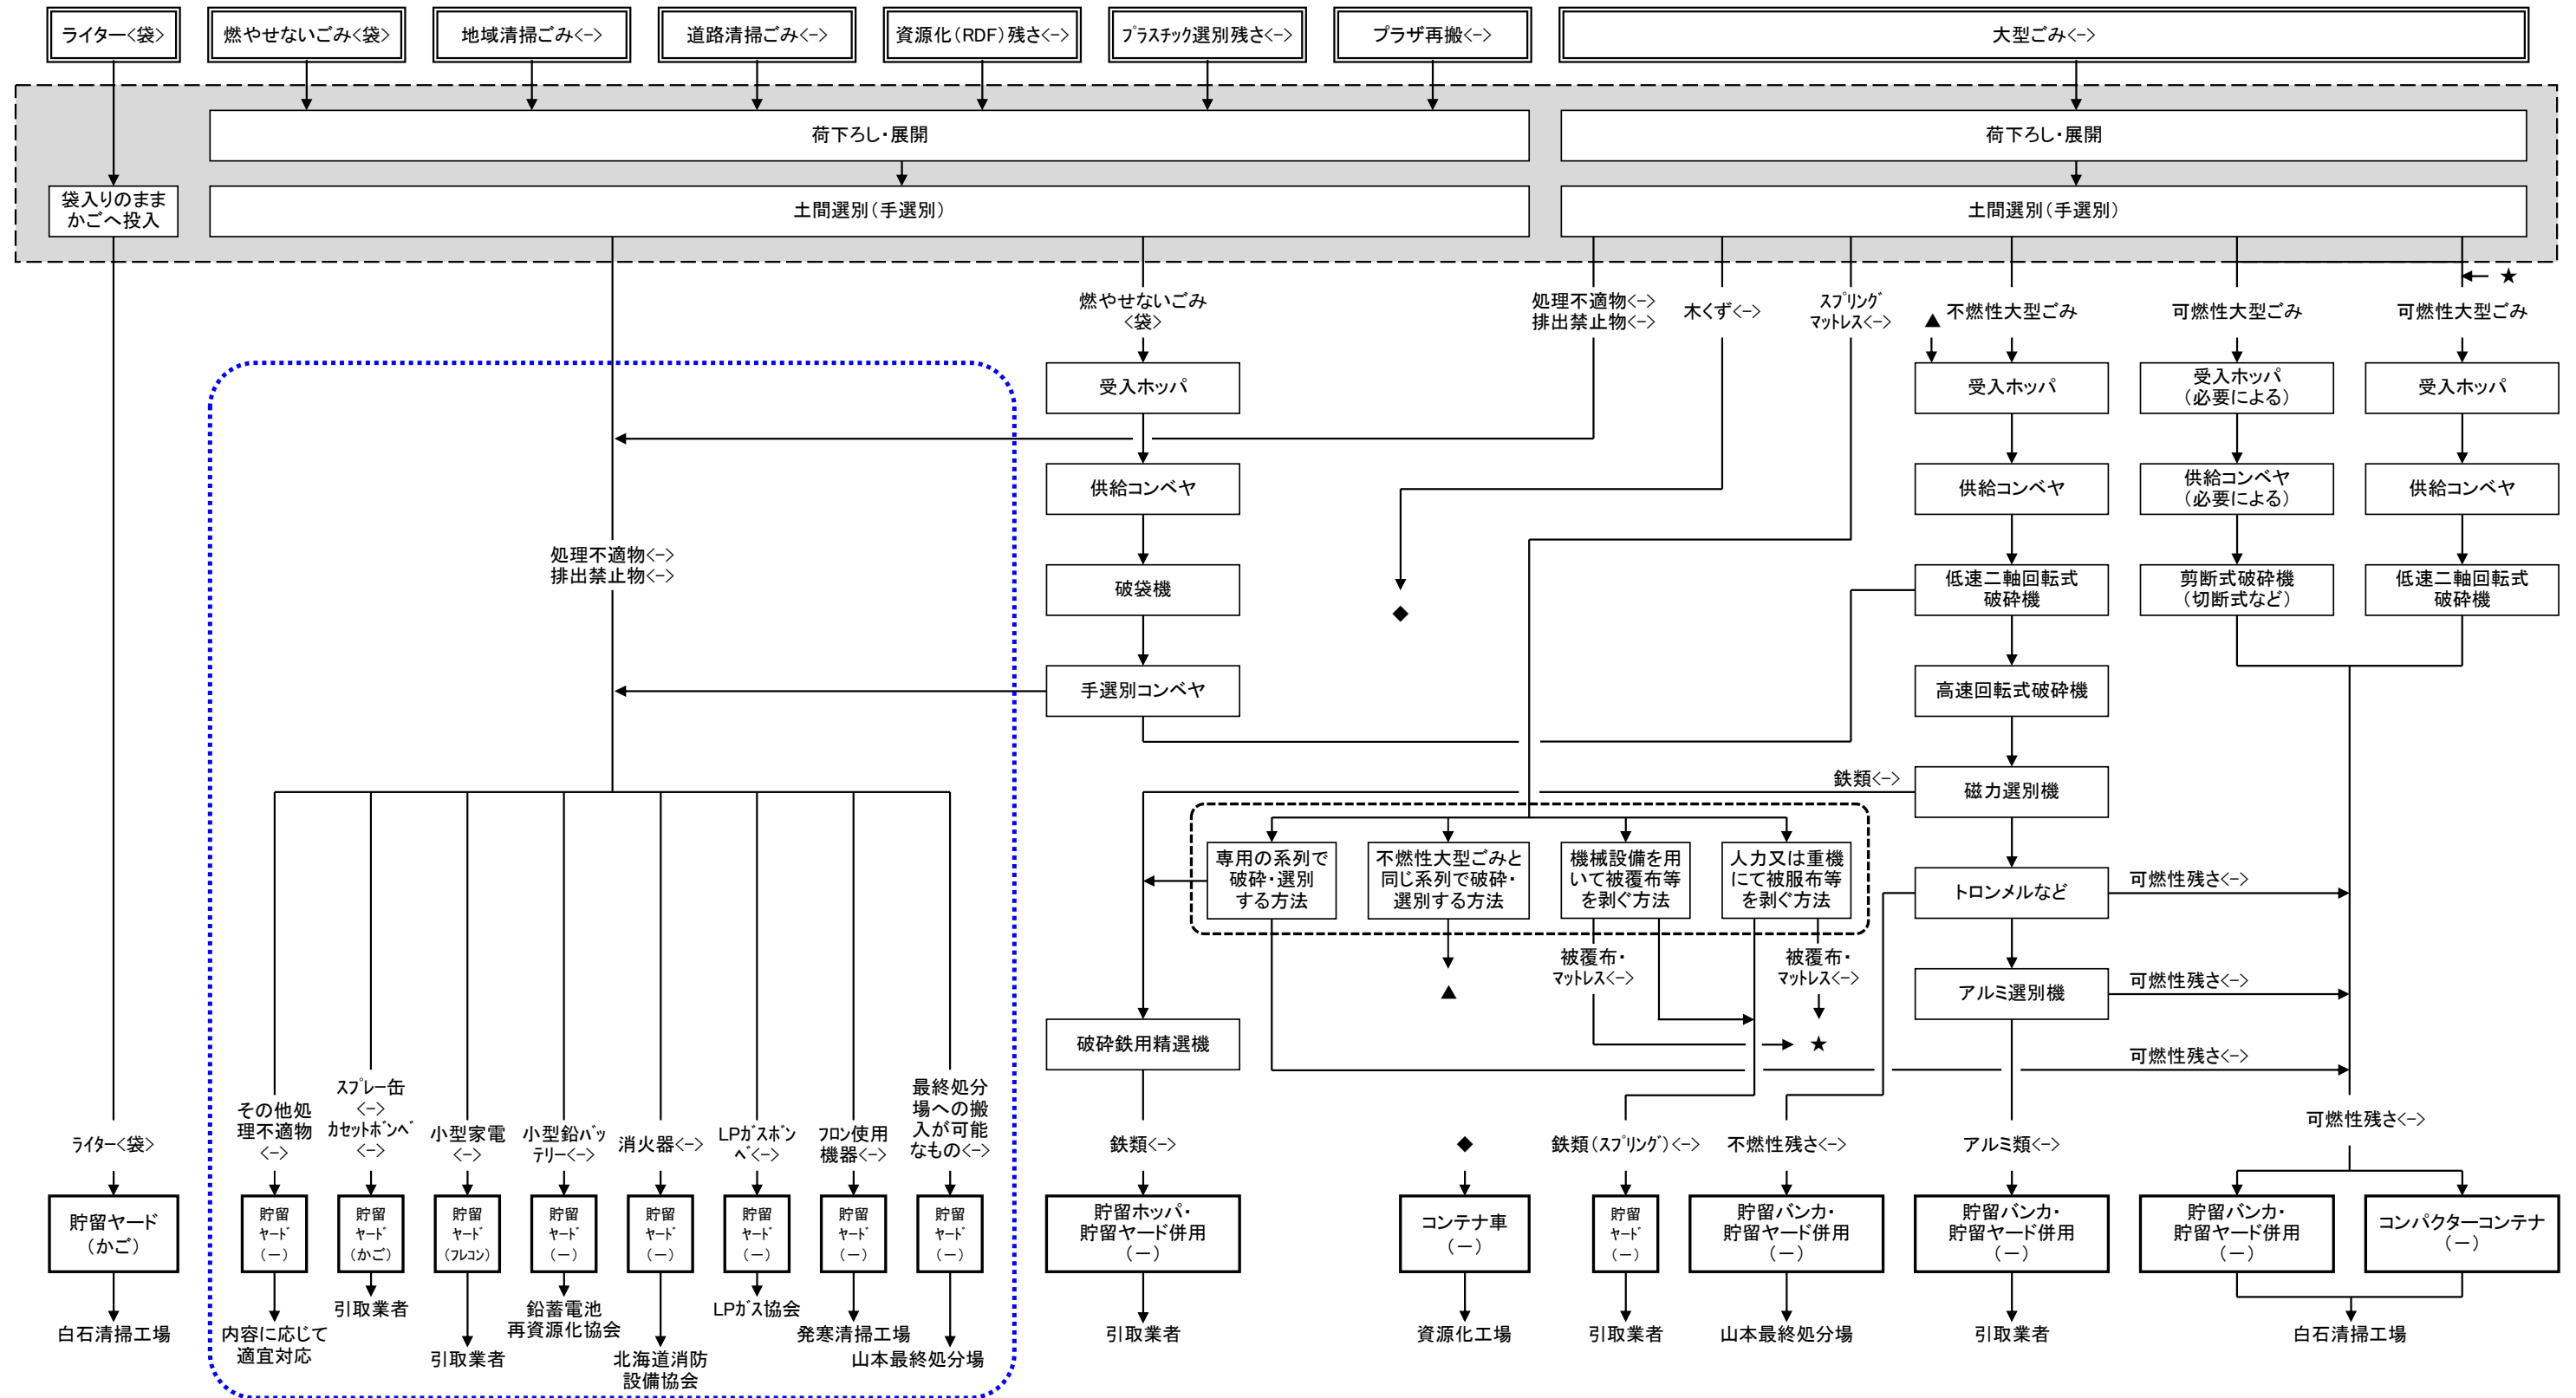 ライター<袋>
燃やせないごみ<袋>
地域清掃ごみ<->
道路清掃ごみ<->
資源化(RDF)残さ<->
プラスチック選別残さ<->
プラザ再搬<->
大型ごみ<->
荷下ろし・展開
荷下ろし・展開
袋入りのまま
かごへ投入
土間選別(手選別)
土間選別(手選別)
★
燃やせないごみ
<袋>
処理不適物<->
排出禁止物<->
木くず<->
スプリング
マットレス<->
▲
不燃性大型ごみ
可燃性大型ごみ
可燃性大型ごみ
受入ホッパ
受入ホッパ
受入ホッパ
(必要による)
受入ホッパ
供給コンベヤ
供給コンベヤ
供給コンベヤ
(必要による)
供給コンベヤ
処理不適物<->
排出禁止物<->
破袋機
◆
低速二軸回転式
破砕機
剪断式破砕機
(切断式など)
低速二軸回転式
破砕機
手選別コンベヤ
高速回転式破砕機
鉄類<->
磁力選別機
専用の系列で
破砕・選別
する方法
不燃性大型ごみと
同じ系列で破砕・
選別する方法
機械設備を用
いて被覆布等
を剥ぐ方法
人力又は重機
にて被服布等
を剥ぐ方法
トロンメルなど
可燃性残さ<->
被覆布・
マットレス<->
被覆布・
マットレス<->
▲
★
アルミ選別機
可燃性残さ<->
破砕鉄用精選機
可燃性残さ<->
ライター<袋>
その他処
理不適物
<->
スプレー缶
<->
カセットボンベ
<->
小型家電
<->
小型鉛バッ
テリー<->
消火器<->
LPガスボン
ベ<->
フロン使用
機器<->
最終処分
場への搬
入が可能
なもの<->
鉄類<->
◆
鉄類(スプリング)<->
不燃性残さ<->
アルミ類<->
可燃性残さ<->
貯留ヤード
(かご)
貯留
ヤード
(-)
貯留
ヤード
(かご)
貯留
ヤード
(フレコン)
貯留
ヤード
(-)
貯留
ヤード
(-)
貯留
ヤード
(-)
貯留
ヤード
(-)
貯留
ヤード
(-)
貯留ホッパ・
貯留ヤード併用
(-)
コンテナ車
(-)
貯留
ヤード
(-)
貯留バンカ・
貯留ヤード併用
(-)
貯留バンカ・
貯留ヤード併用
(-)
貯留バンカ・
貯留ヤード併用
(-)
コンパクターコンテナ
(-)
白石清掃工場
内容に応じて
適宜対応
引取業者
引取業者
鉛蓄電池
再資源化協会
北海道消防
設備協会
LPガス協会
発寒清掃工場
山本最終処分場
引取業者
資源化工場
引取業者
山本最終処分場
引取業者
白石清掃工場